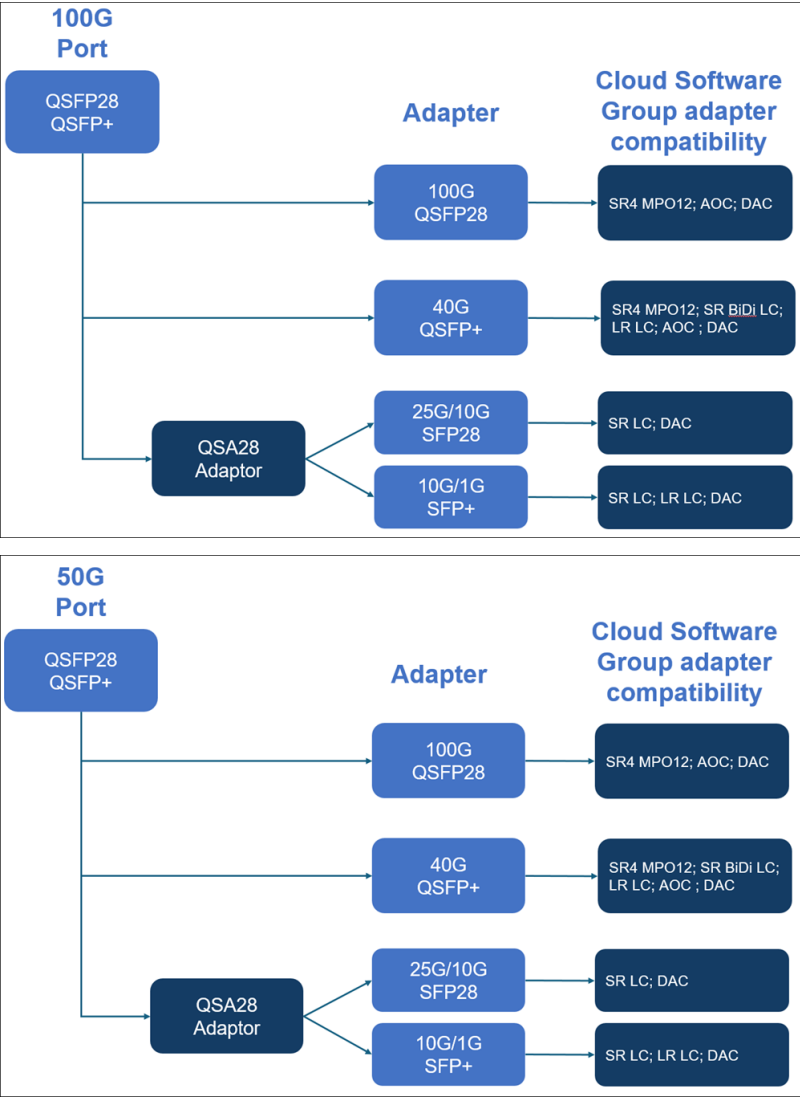 100G
Port
QSFP28
QSFP+
Adapter
Cloud Software
Group adapter
compatibility
100G
QSFP28
SR4 MPO12; AOC; DAC
40G
QSFP+
SR4 MPO12; SR BiDi LC;
LR LC; AOC ; DAC
QSA28
Adaptor
25G/10G
SFP28
SR LC; DAC
10G/1G
SFP+
SR LC; LR LC; DAC
50G
Port
QSFP28
QSFP+
Adapter
Cloud Software
Group adapter
compatibility
100G
QSFP28
SR4 MPO12; AOC; DAC
40G
QSFP+
SR4 MPO12; SR BiDi LC;
LR LC; AOC ; DAC
QSA28
Adaptor
25G/10G
SFP28
SR LC; DAC
10G/1G
SFP+
SR LC; LR LC; DAC